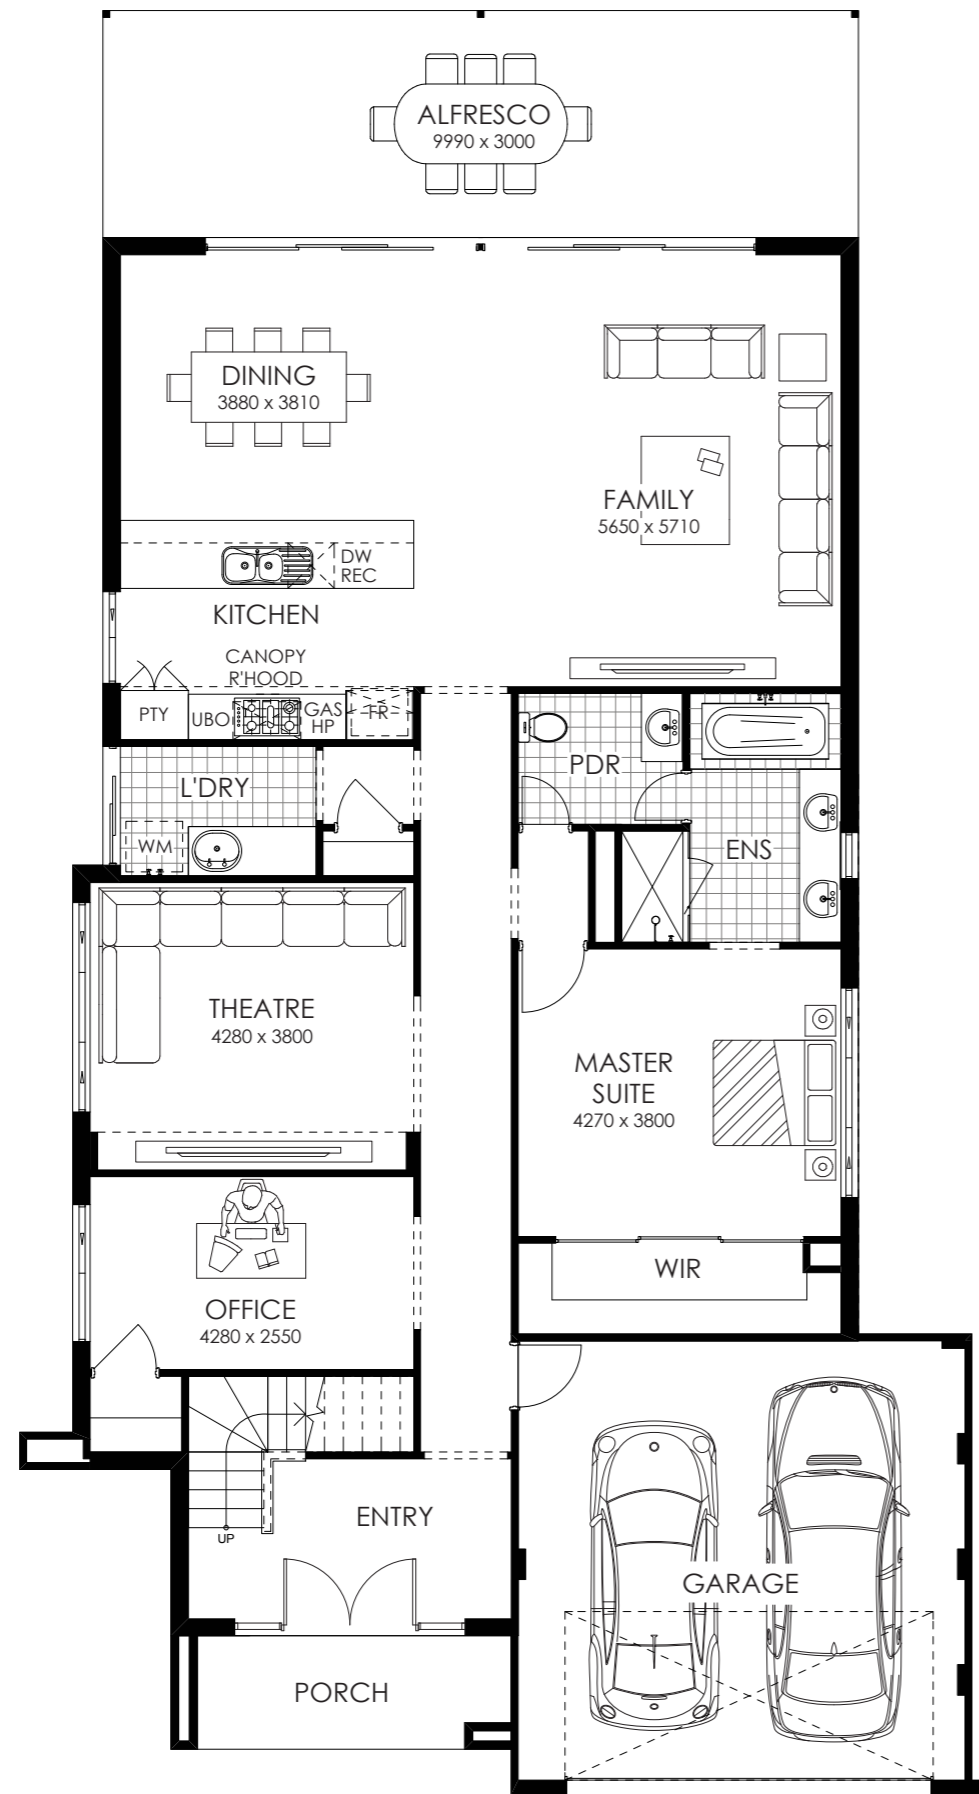 ALFRESCO
9990 x 3000
DINING
3880 x 3810
FAMILY
5650 x 5710
DW
REC
KITCHEN
CANOPY
R'HOOD
PTY
UBO
GAS
HP
FR
PDR
L'DRY
WM
ENS
THEATRE
4280 x 3800
MASTER
SUITE
4270 x 3800
WIR
OFFICE
4280 x 2550
UP
ENTRY
GARAGE
PORCH